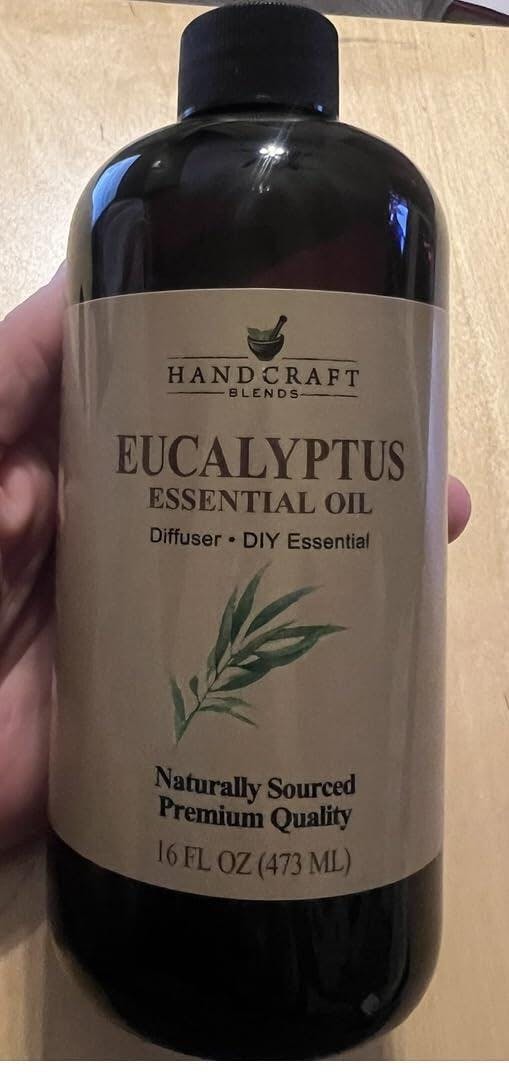 HANDCRAFT
BLENDS
EUCALYPTUS
ESSENTIAL OIL
Diffuser • DIY Essential
Naturally Sourced
Premium Quality
16 FL OZ (473 ML)